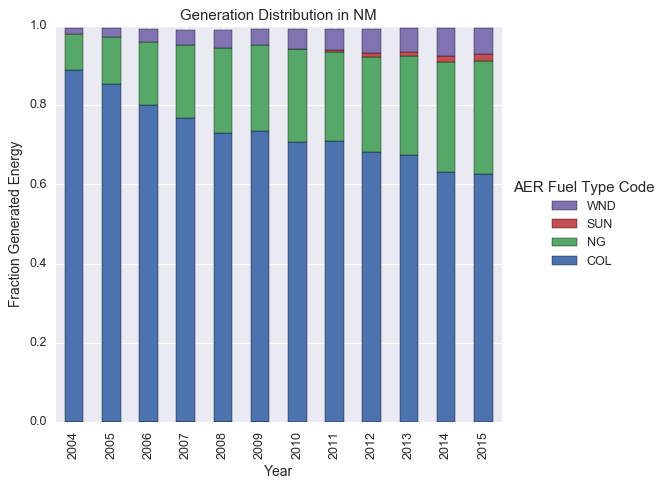 Generation Distribution in NM
1.0
0.8
0.6
0.4
0.2
0.0
Fraction Generated Energy
2004
2005
2006
2007
2008
2009
2010
2011
2012
2013
2014
2015
Year
AER Fuel Type Code
WND
SUN
NG
COL